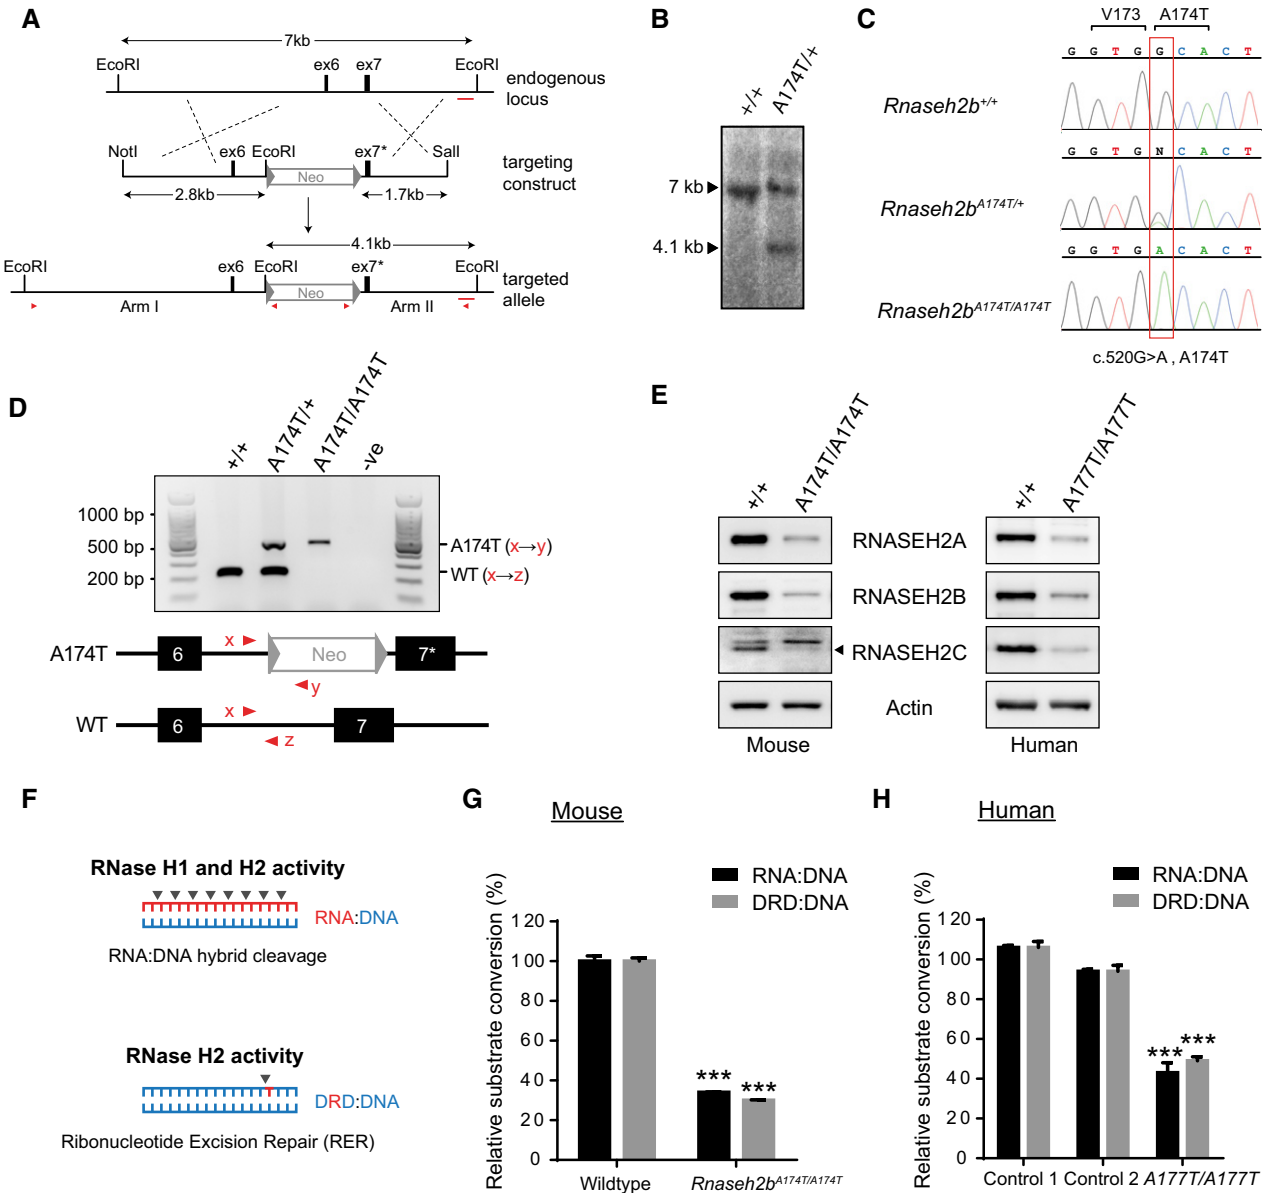 A
7kb
EcoRI
ex6
ex7
EcoRI
endogenous
locus
NotI
ex6
EcoRI
ex7*
SalI
Neo
targeting
construct
2.8kb
1.7kb
4.1kb
EcoRI
ex6
EcoRI
ex7*
EcoRI
Neo
targeted
allele
Arm I
Arm II
B
+/+
A174T/+
7 kb
4.1 kb
C
V173
A174T
G G T G G C A C T
Rnaseh2b+/+
G G T G N C A C T
Rnaseh2bA174T/+
G G T G A C A C T
Rnaseh2bA174T/A174T
c.520G>A , A174T
D
+/+
A174T/+
A174T/A174T
-ve
1000 bp
500 bp
200 bp
A174T (x→y)
WT (x→z)
A174T
6
x
Neo
7*
y
WT
6
x
7
z
E
+/+
A174T/A174T
+/+
A177T/A177T
RNASEH2A
RNASEH2B
RNASEH2C
Actin
Mouse
Human
F
RNase H1 and H2 activity
RNA:DNA
RNA:DNA hybrid cleavage
RNase H2 activity
DRD:DNA
Ribonucleotide Excision Repair (RER)
G
Mouse
RNA:DNA
DRD:DNA
Relative substrate conversion (%)
120
100
80
60
40
20
0
***
***
Wildtype
Rnaseh2bA174T/A174T
H
Human
RNA:DNA
DRD:DNA
Relative substrate conversion (%)
120
100
80
60
40
20
0
***
***
Control 1
Control 2
A177T/A177T